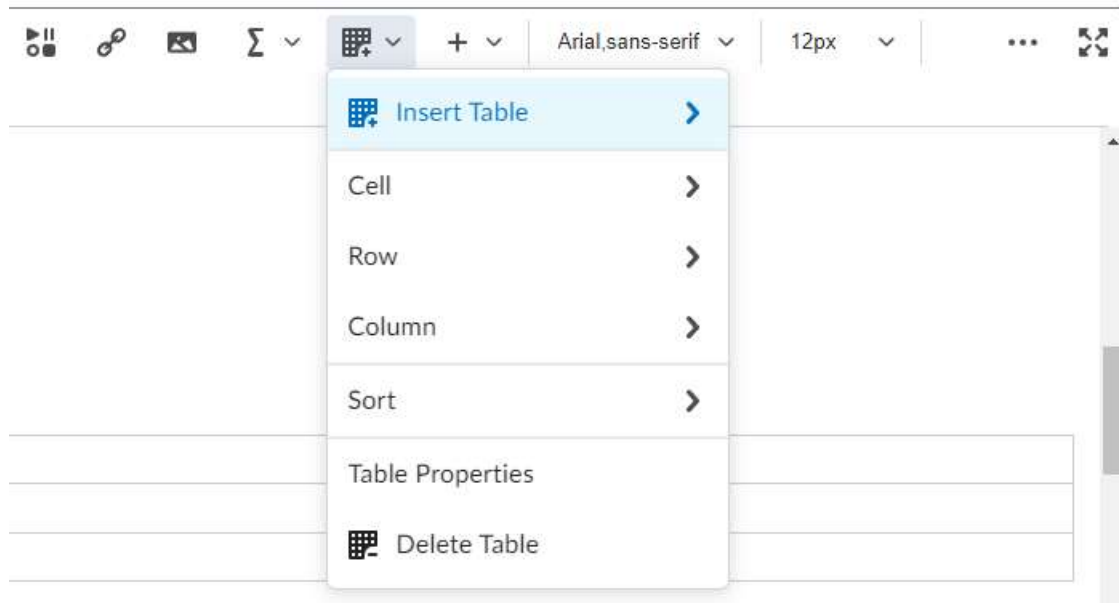 Arial,sans-serif 12px
Insert Table
Cell
Row
Column
Sort
Table Properties
Delete Table